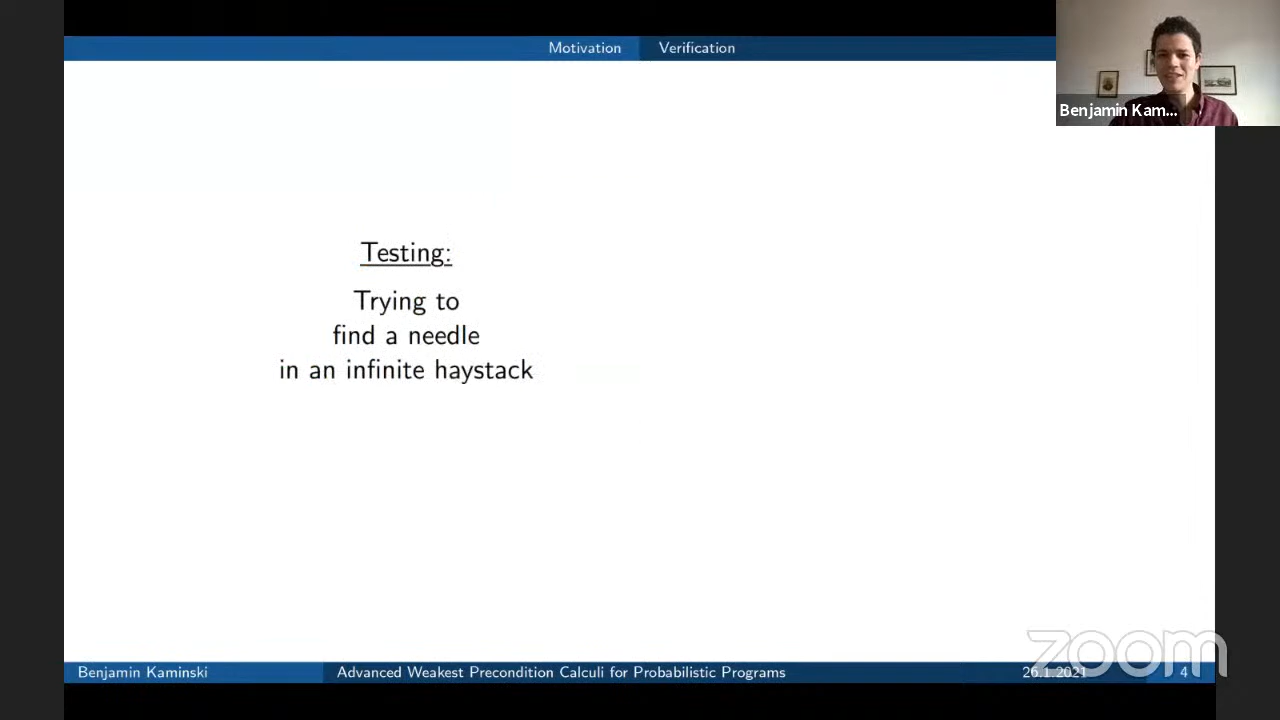 Motivation Verification
Benjamin Kam...
Testing:
Trying to
find a needle
in an infinite haystack
zoom
Benjamin Kaminski Advanced Weakest Precondition Calculi for Probabilistic Programs 26.1.2021 4